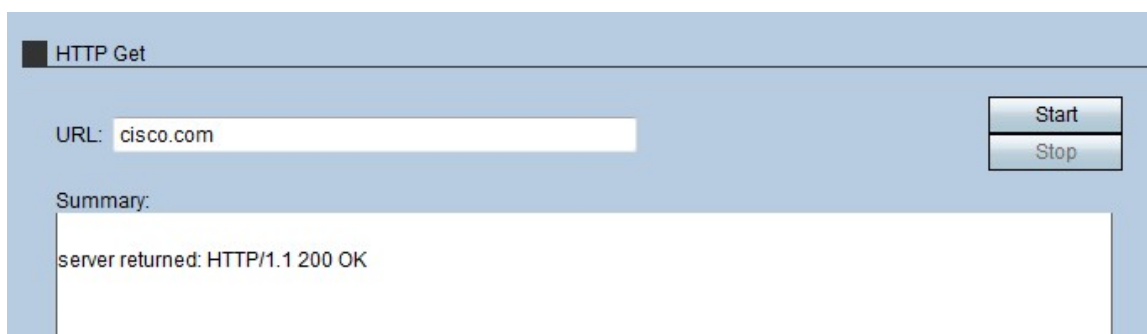 HTTP Get
URL: cisco.com
Start
Stop
Summary:
server returned: HTTP/1.1 200 OK